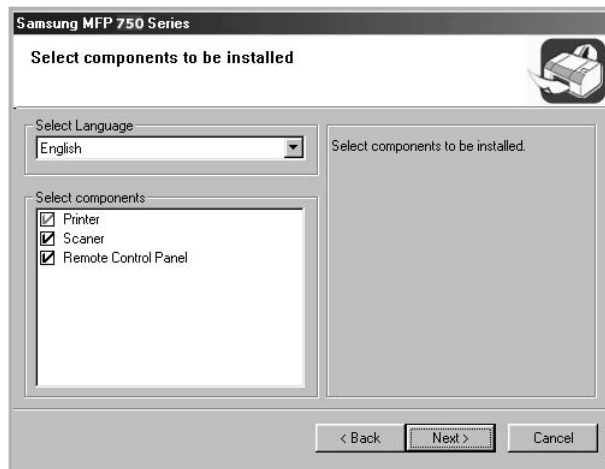 Samsung MFP 750 Series
Select components to be installed
Select Language
English
Select components to be installed.
Select components
Printer
Scaner
Remote Control Panel
< Back
Next >
Cancel